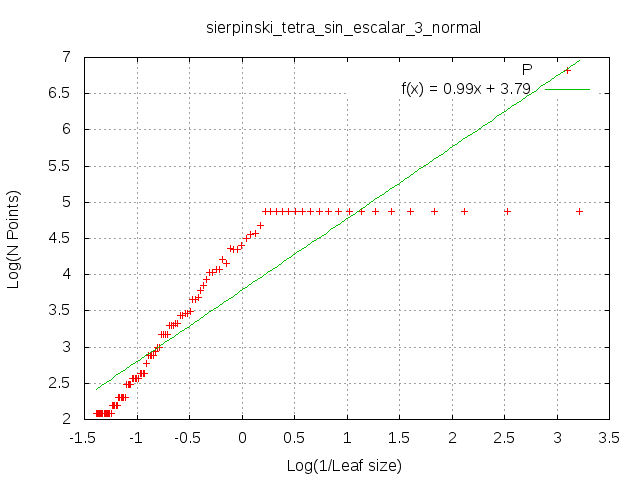 sierpinski_tetra_sin_escalar_3_normal
7
6.5
6
5.5
5
4.5
4
3.5
3
2.5
2
Log(N Points)
P
f(x) = 0.99x + 3.79
-1.5 -1 -0.5 0 0.5 1 1.5 2 2.5 3 3.5
Log(1/Leaf size)